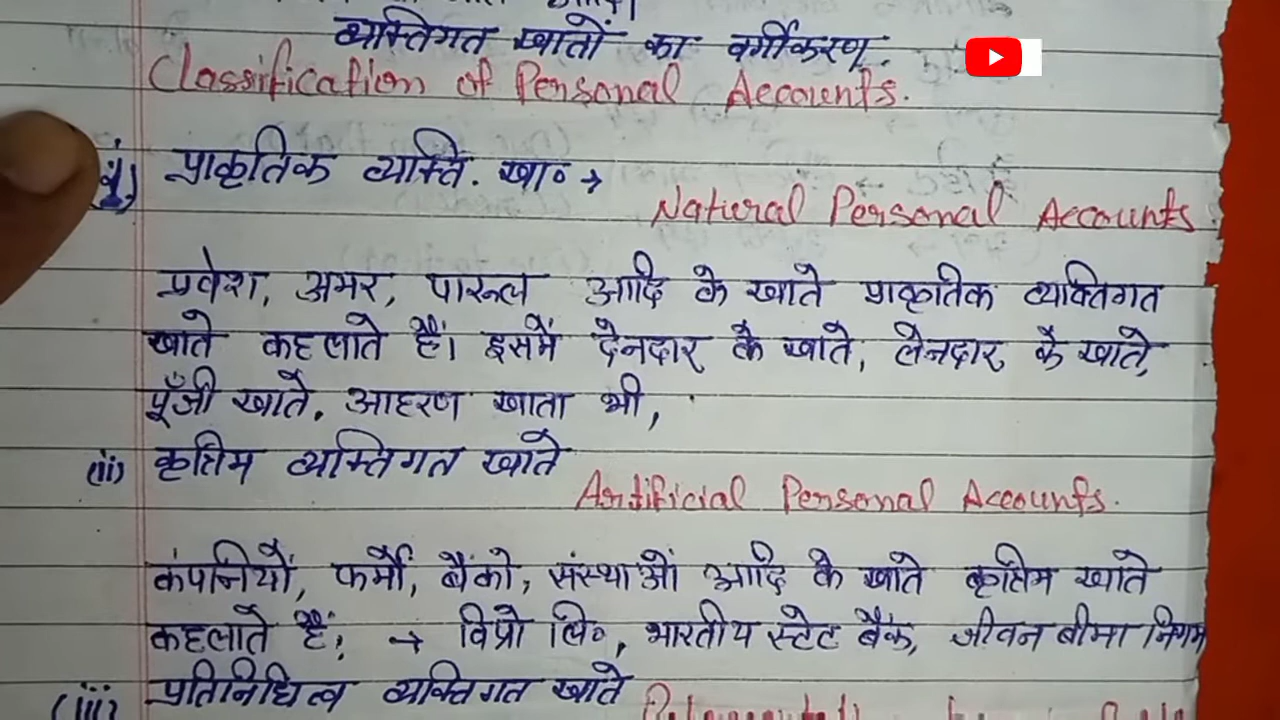 व्यक्तिगत खातों का वर्गीकरण.
Classification of Personal Accounts.
(i) प्राकृतिक व्यक्ति. खा० →
Natural Personal Accounts
प्रवेश, अमर, पारूल आदि के खाते प्राकृतिक व्यक्तिगत
खाते कहलाते हैं। इसमें देनदार के खाते, लेनदार के खाते,
पूँजी खाते, आहरण खाता भी,
(ii) कृत्रिम व्यक्तिगत खाते
Artificial Personal Accounts.
कंपनियों, फर्मों, बैंको, संस्थाओं आदि के खाते कृत्रिम खाते
कहलाते हैं; → विप्रो लि०, भारतीय स्टेट बैंक, जीवन बीमा निगम
(iii) प्रतिनिधित्व व्यक्तिगत खाते